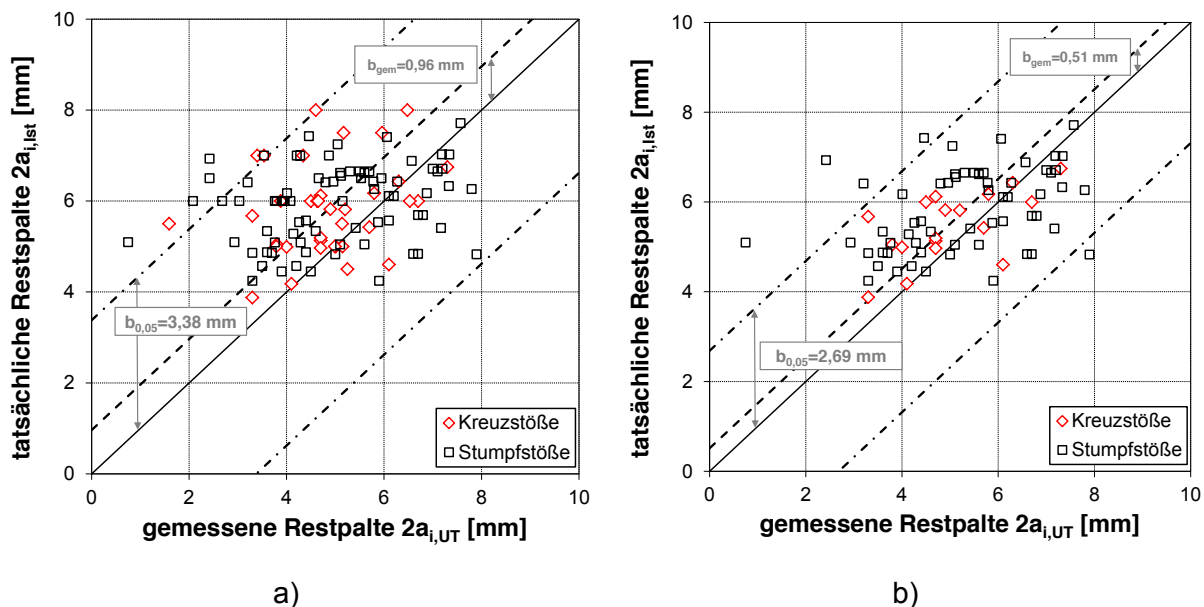 tatsächliche Restspalte 2a_i,Ist [mm]
10
8
6
4
2
0
b_gem=0,96 mm
b_0,05=3,38 mm
Kreuzstöße
Stumpfstöße
0 2 4 6 8 10
gemessene Restpalte 2a_i,UT [mm]
a)
tatsächliche Restspalte 2a_i,Ist [mm]
10
8
6
4
2
0
b_gem=0,51 mm
b_0,05=2,69 mm
Kreuzstöße
Stumpfstöße
0 2 4 6 8 10
gemessene Restpalte 2a_i,UT [mm]
b)